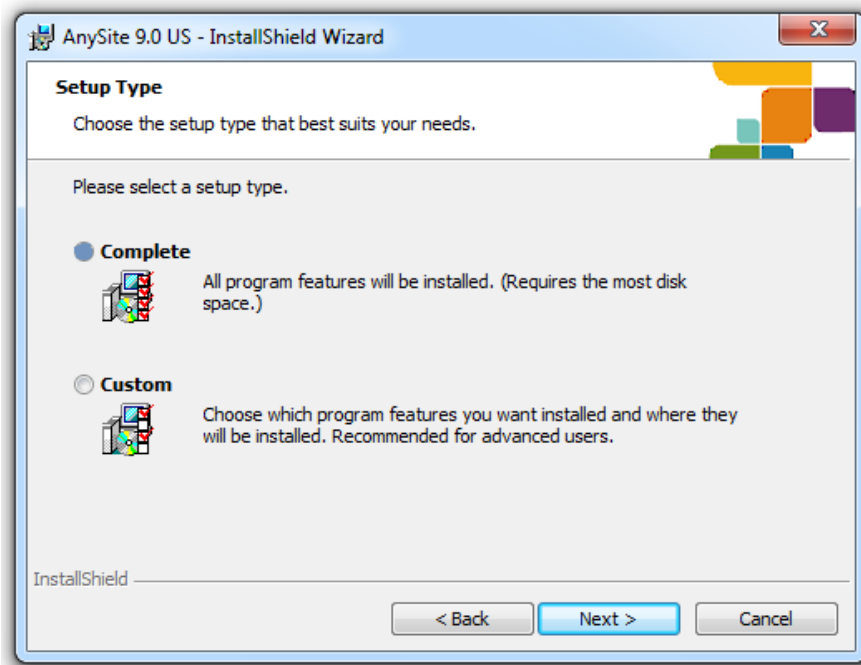 AnySite 9.0 US - InstallShield Wizard
Setup Type
Choose the setup type that best suits your needs.
Please select a setup type.
Complete
All program features will be installed. (Requires the most disk
space.)
Custom
Choose which program features you want installed and where they
will be installed. Recommended for advanced users.
InstallShield
< Back
Next >
Cancel